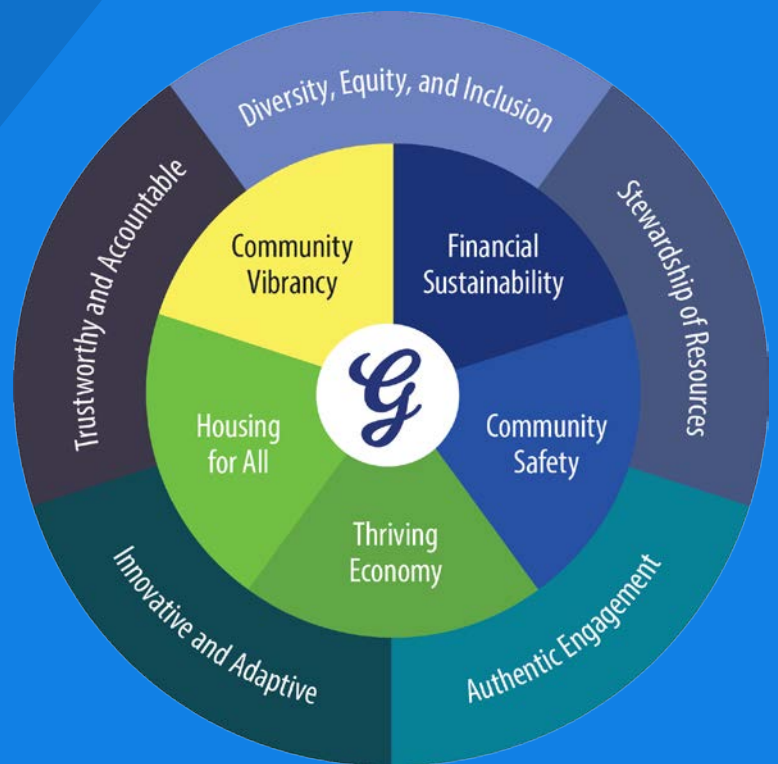 Diversity, Equity, and Inclusion
Stewardship of Resources
Authentic Engagement
Innovative and Adaptive
Trustworthy and Accountable
Community
Vibrancy
Financial
Sustainability
Community
Safety
Thriving
Economy
Housing
for All
G